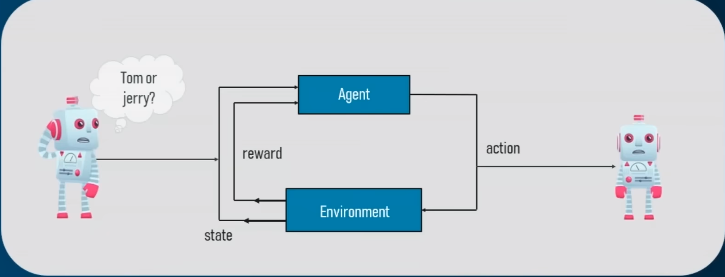 Tom or
jerry?
Agent
reward
action
Environment
state